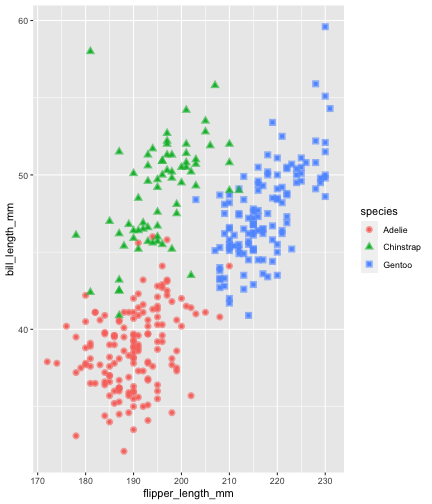 60
50
40
bill_length_mm
170 180 190 200 210 220 230
flipper_length_mm
species
Adelie
Chinstrap
Gentoo